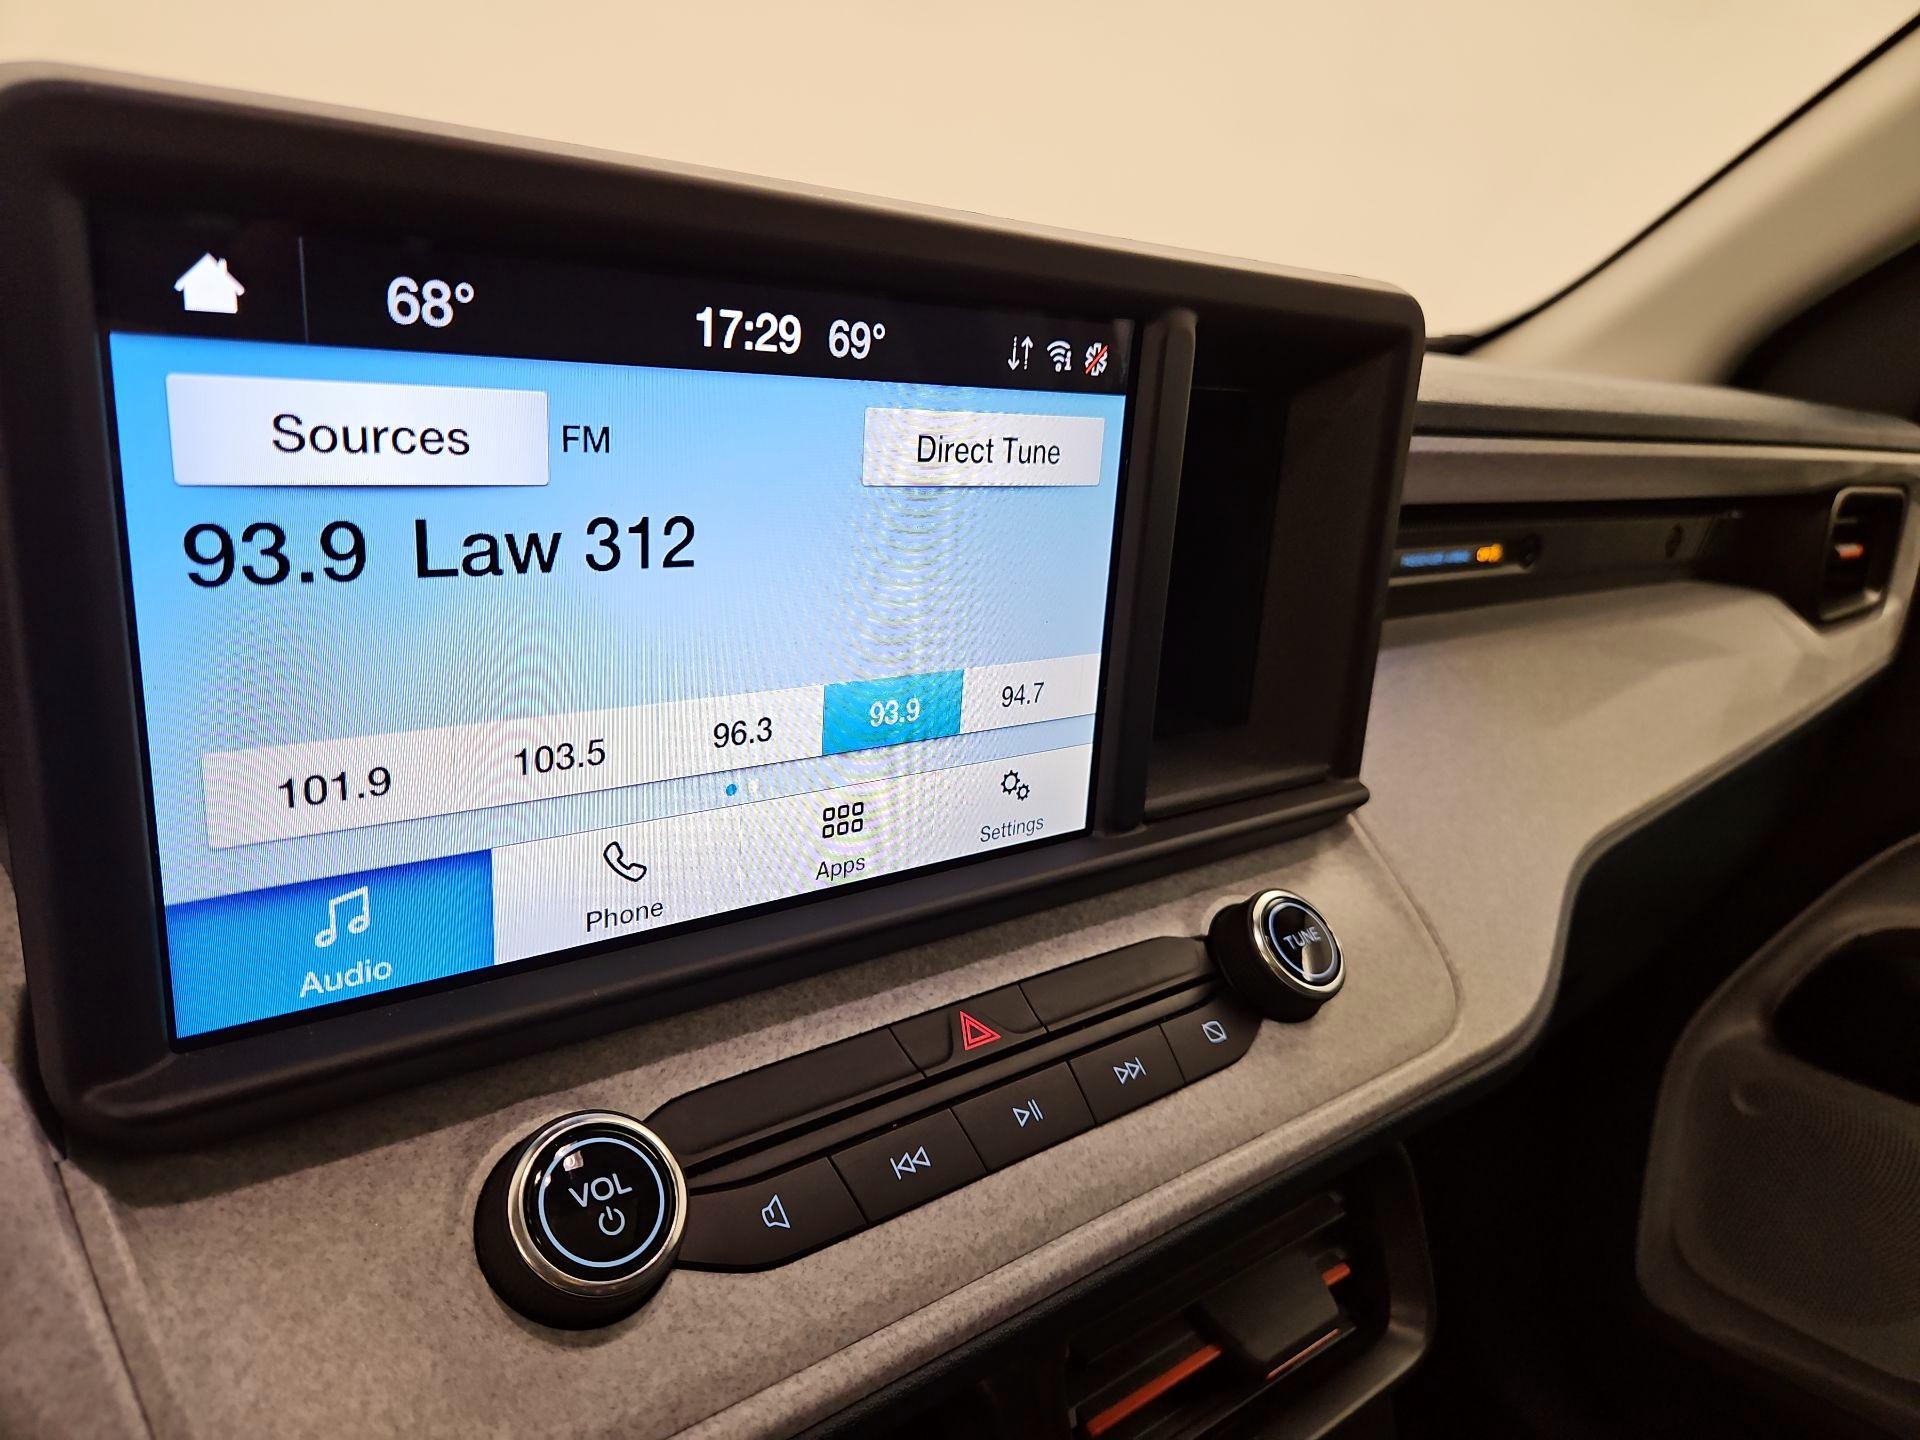 68° 17:29 69°
Sources FM Direct Tune
93.9 Law 312
101.9 103.5 96.3 93.9 94.7
Audio Phone Apps Settings
TUNE
VOL